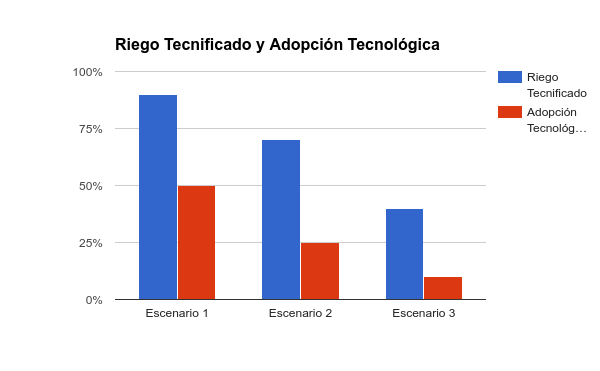 Riego Tecnificado y Adopción Tecnológica
100%
75%
50%
25%
0%
Escenario 1
Escenario 2
Escenario 3
Riego
Tecnificado
Adopción
Tecnológ…